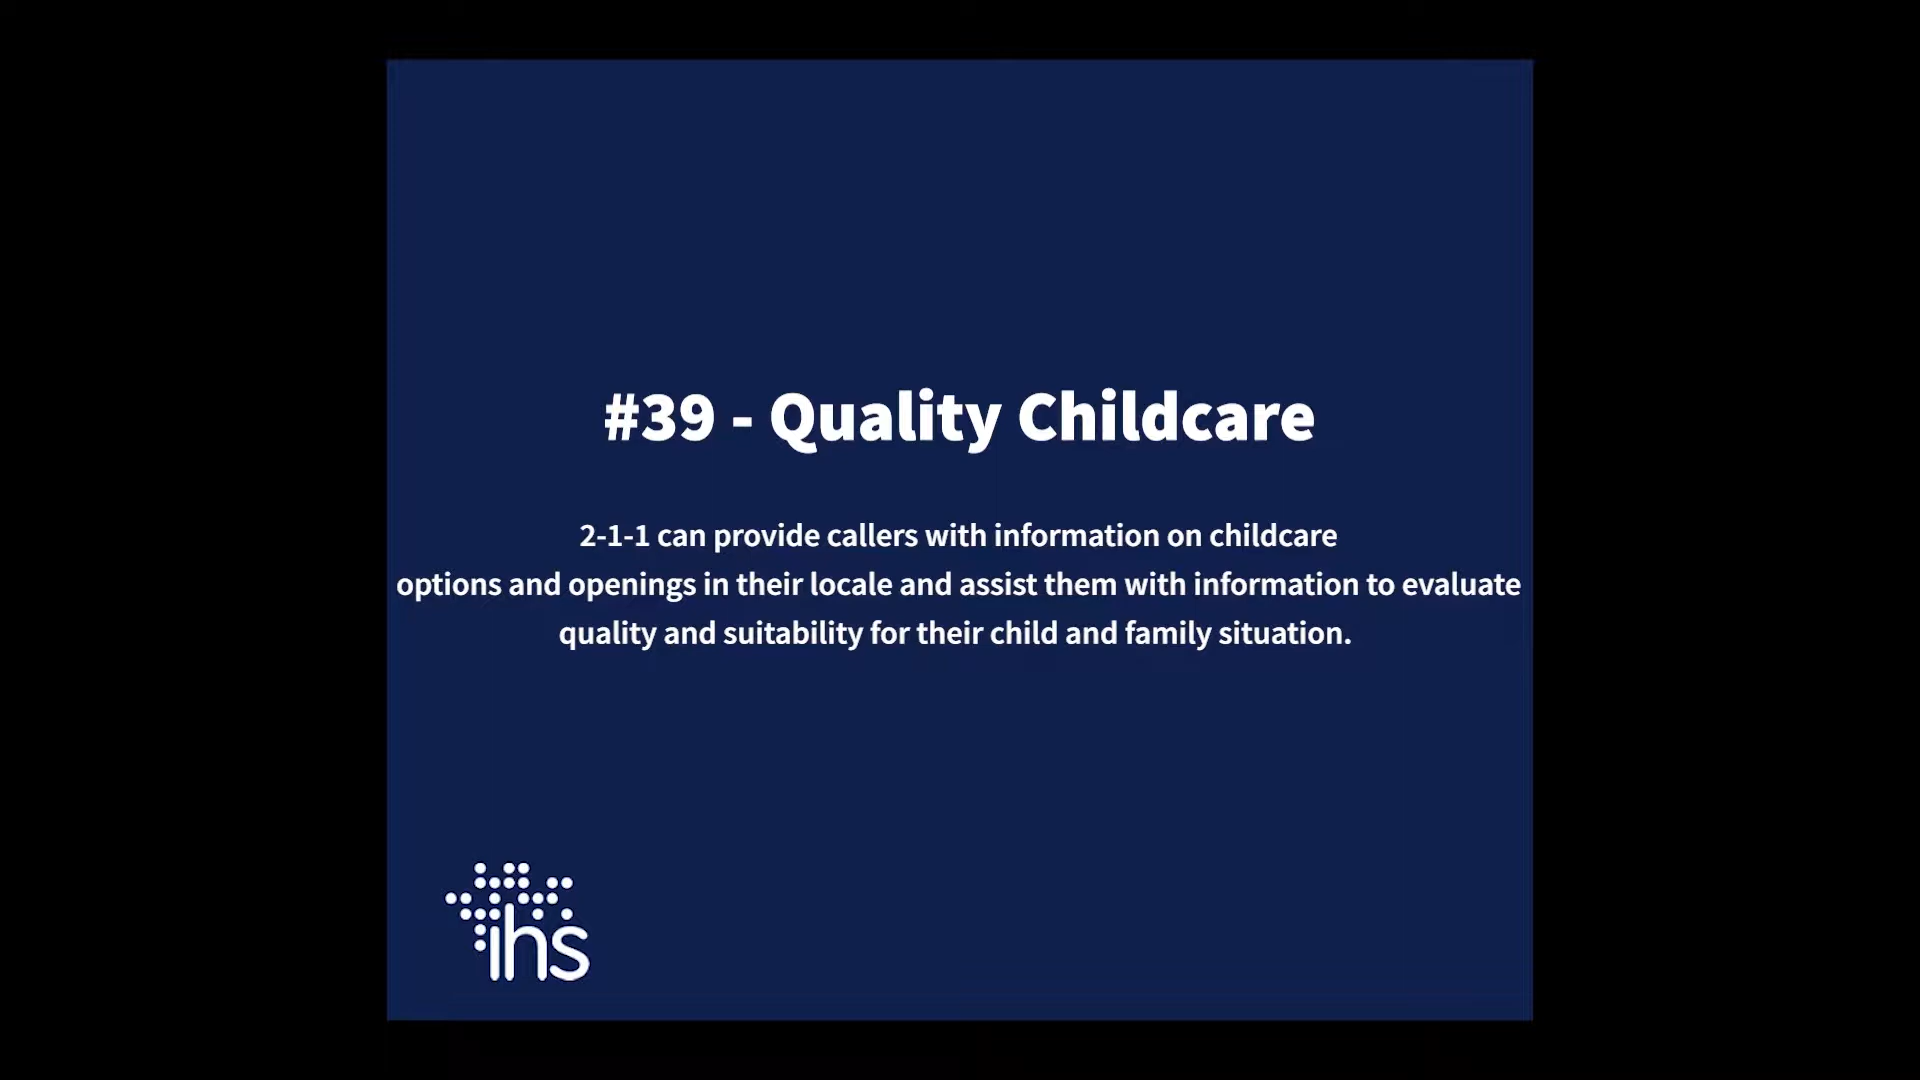 #39 - Quality Childcare
2-1-1 can provide callers with information on childcare
options and openings in their locale and assist them with information to evaluate
quality and suitability for their child and family situation.
ihs